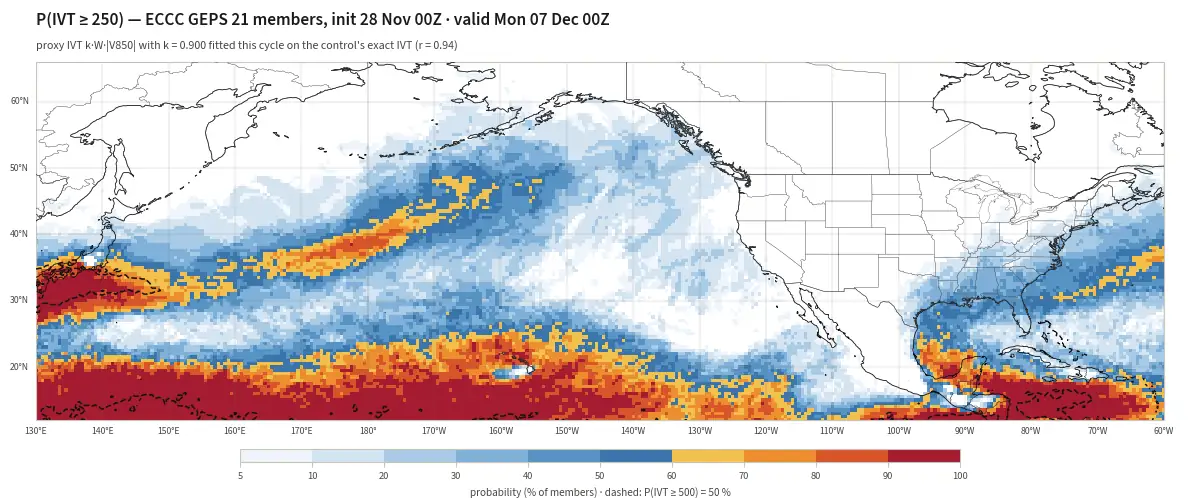 P(IVT ≥ 250) — ECCC GEPS 21 members, init 28 Nov 00Z · valid Mon 07 Dec 00Z
proxy IVT k·W·|V850| with k = 0.900 fitted this cycle on the control's exact IVT (r = 0.94)
60°N
50°N
40°N
30°N
20°N
130°E 140°E 150°E 160°E 170°E 180° 170°W 160°W 150°W 140°W 130°W 120°W 110°W 100°W 90°W 80°W 70°W 60°W
5 10 20 30 40 50 60 70 80 90 100
probability (% of members) · dashed: P(IVT ≥ 500) = 50 %